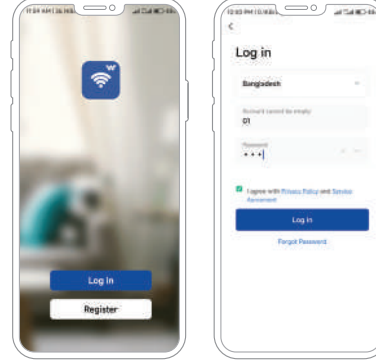 W
Log in
Register
Log in
Bangladesh
Account cannot be empty
01
Password
I agree with Privacy Policy and Service
Agreement
Log in
Forgot Password